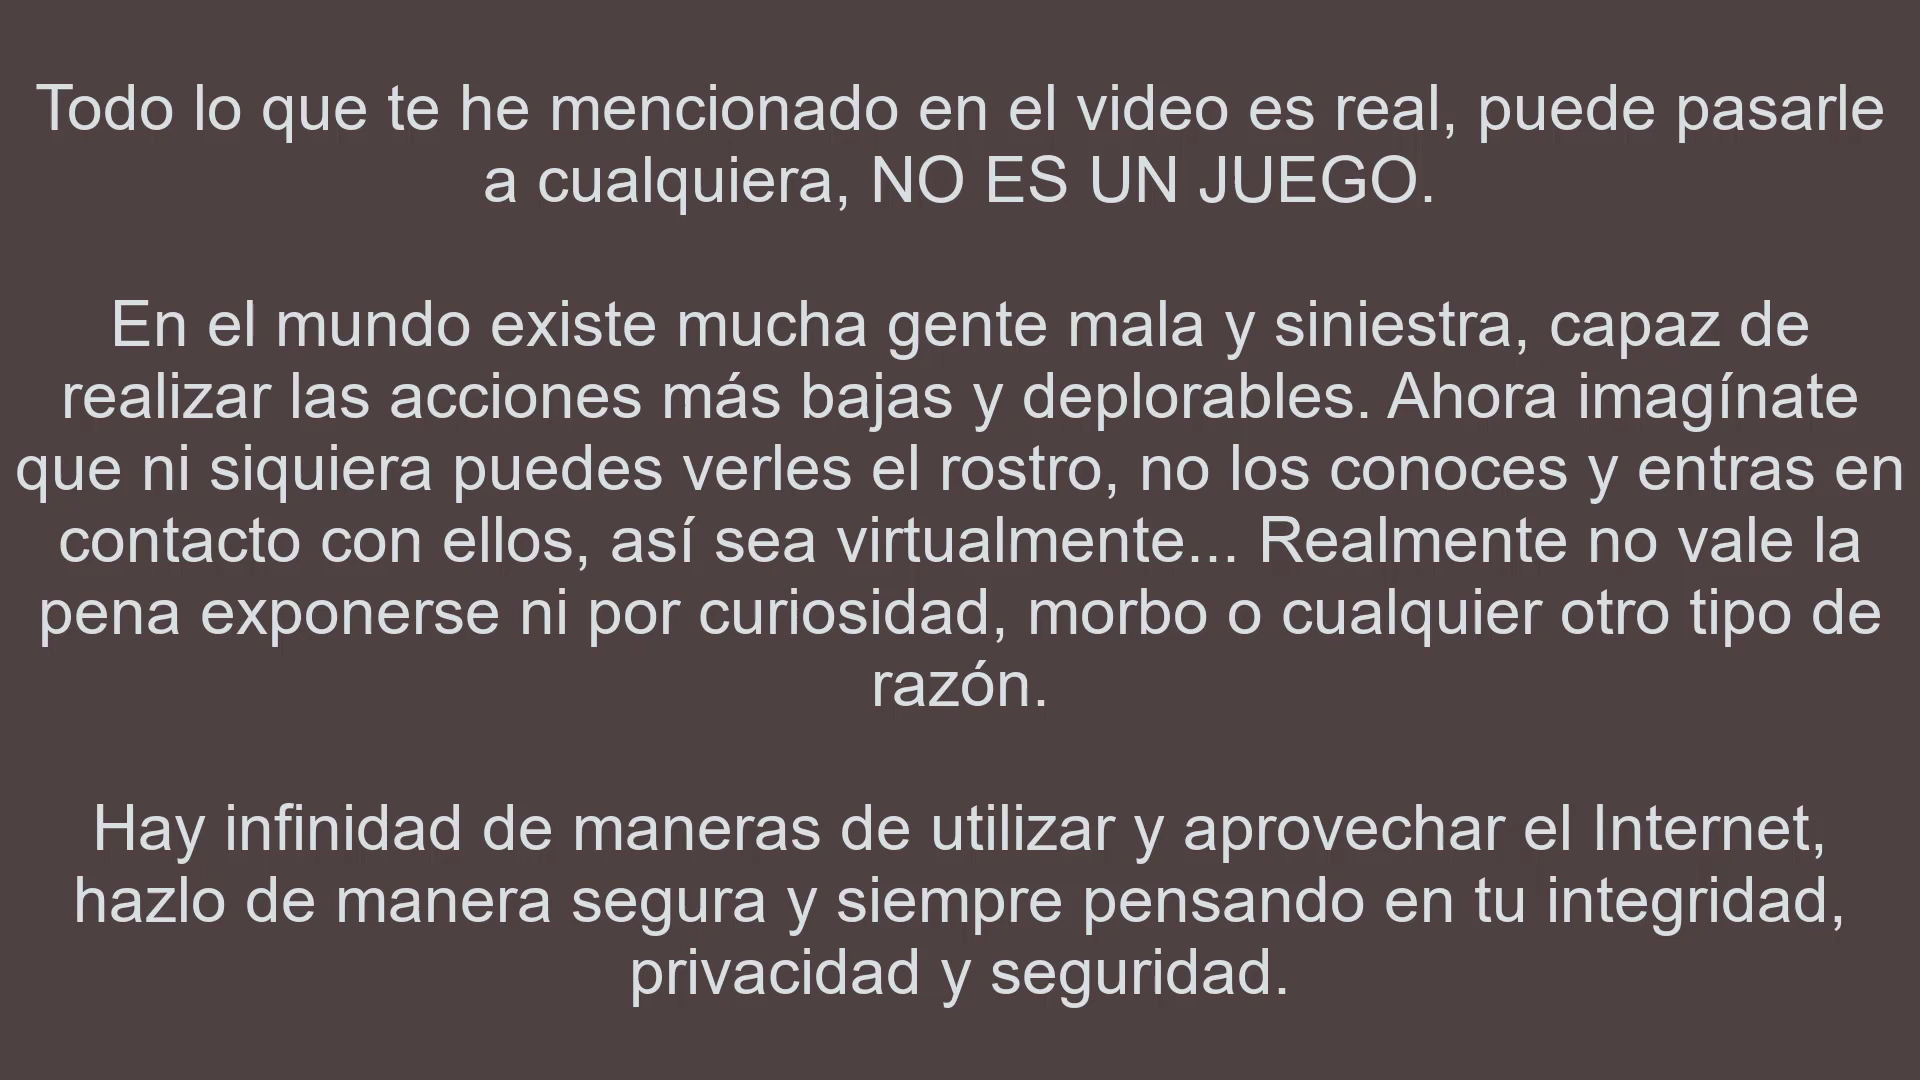 Todo lo que te he mencionado en el video es real, puede pasarle
a cualquiera, NO ES UN JUEGO.
En el mundo existe mucha gente mala y siniestra, capaz de
realizar las acciones más bajas y deplorables. Ahora imagínate
que ni siquiera puedes verles el rostro, no los conoces y entras en
contacto con ellos, así sea virtualmente... Realmente no vale la
pena exponerse ni por curiosidad, morbo o cualquier otro tipo de
razón.
Hay infinidad de maneras de utilizar y aprovechar el Internet,
hazlo de manera segura y siempre pensando en tu integridad,
privacidad y seguridad.